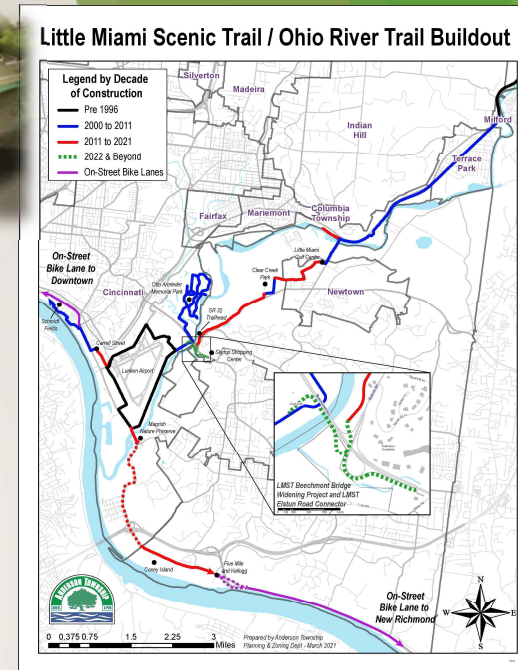 Little Miami Scenic Trail / Ohio River Trail Buildout
Legend by Decade
of Construction
Pre 1996
2000 to 2011
2011 to 2021
2022 & Beyond
On-Street Bike Lanes
Silverton
Madeira
Indian
Hill
Milford
Terrace
Park
Columbia
Township
Fairfax
Mariemont
Little Miami
Golf Center
Clear Creek
Park
Newtown
On-Street
Bike Lane to
Downtown
Cincinnati
Otto Armleder
Memorial Park
SR 32
Trailhead
Schmidt
Fields
Carrell Street
Lunken Airport
Skytop Shopping
Center
Magrish
Nature Preserve
LMST Beechmont Bridge
Widening Project and LMST
Elstun Road Connector
Coney Island
Five Mile
and Kellogg
On-Street
Bike Lane to
New Richmond
ANDERSON TOWNSHIP
N
W
E
S
0 0.375 0.75 1.5 2.25 3
Miles
Prepared by Anderson Township
Planning & Zoning Dept - March 2021